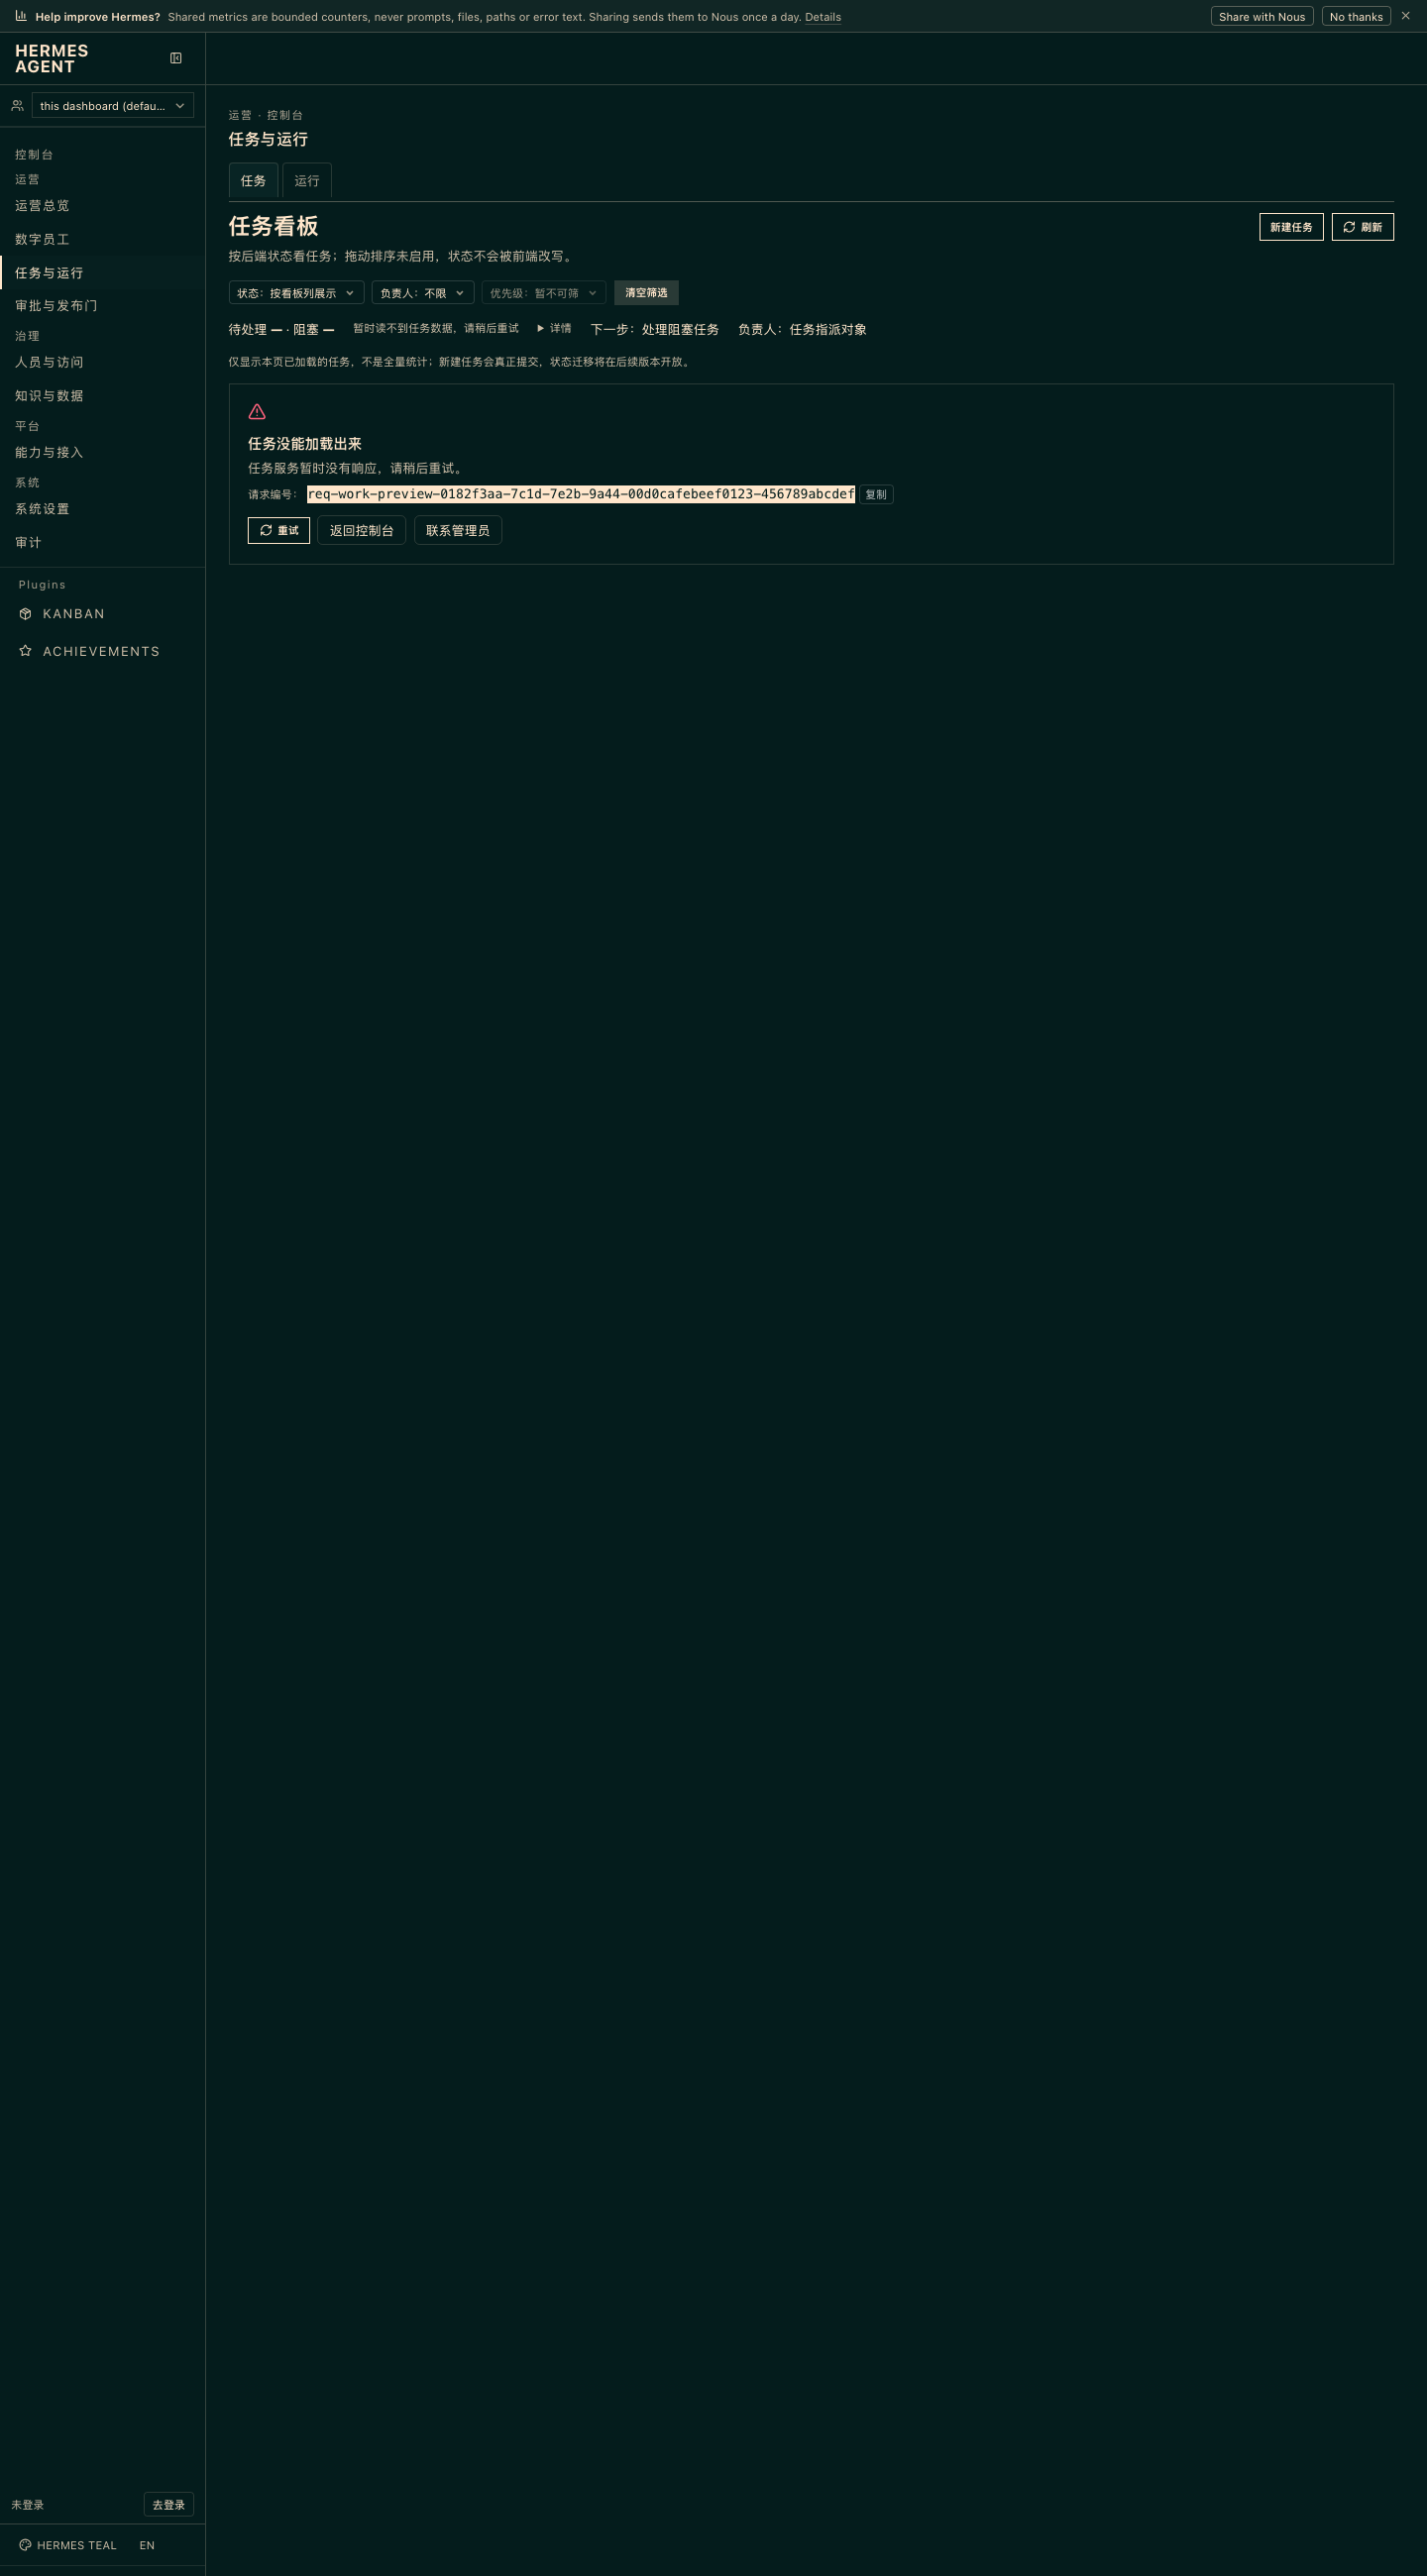 Help improve Hermes? Shared metrics are bounded counters, never prompts, files, paths or error text. Sharing sends them to Nous once a day. Details
Share with Nous
No thanks
HERMES
AGENT
this dashboard (defau...
控制台
运营
运营总览
数字员工
任务与运行
审批与发布门
治理
人员与访问
知识与数据
平台
能力与接入
系统
系统设置
审计
Plugins
KANBAN
ACHIEVEMENTS
未登录
去登录
HERMES TEAL
EN
运营 · 控制台
任务与运行
任务
运行
任务看板
新建任务
刷新
按后端状态看任务；拖动排序未启用，状态不会被前端改写。
状态：按看板列展示
负责人：不限
优先级：暂不可筛
清空筛选
待处理 — · 阻塞 —
暂时读不到任务数据，请稍后重试
▶ 详情
下一步：处理阻塞任务
负责人：任务指派对象
仅显示本页已加载的任务，不是全量统计；新建任务会真正提交，状态迁移将在后续版本开放。
任务没能加载出来
任务服务暂时没有响应，请稍后重试。
请求编号： req-work-preview-0182f3aa-7c1d-7e2b-9a44-00d0cafebeef0123-456789abcdef 复制
重试
返回控制台
联系管理员